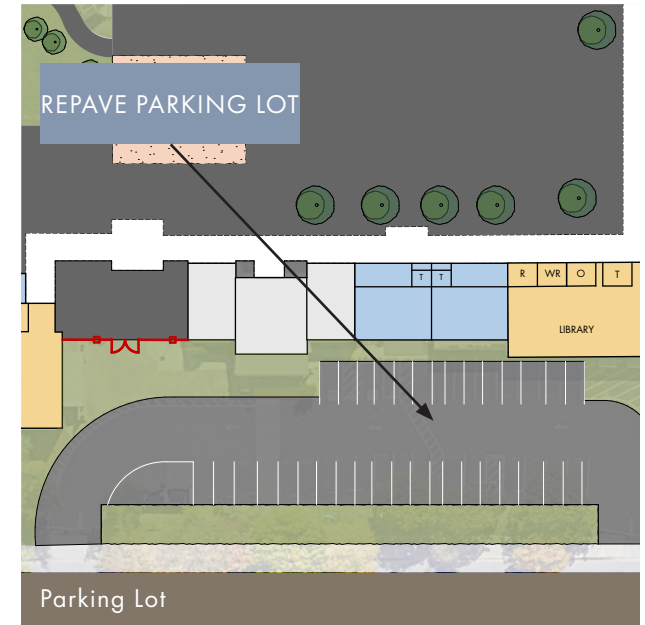 REPAVE PARKING LOT
R WR O T
T T
LIBRARY
Parking Lot